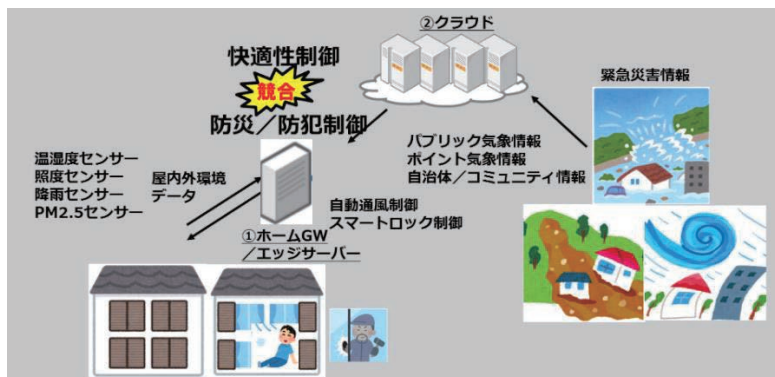 ②クラウド
快適性制御
競合
防災／防犯制御
緊急災害情報
パブリック気象情報
ポイント気象情報
自治体／コミュニティ情報
温湿度センサー
照度センサー
降雨センサー
PM2.5センサー
屋内外環境
データ
自動通風制御
スマートロック制御
①ホームGW
／エッジサーバー